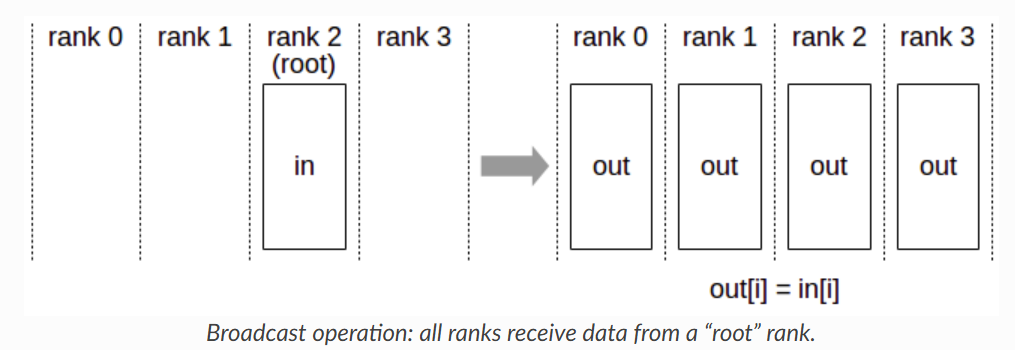 rank 0 rank 1 rank 2 rank 3 rank 0 rank 1 rank 2 rank 3
(root)
in out out out out
out[i] = in[i]
Broadcast operation: all ranks receive data from a “root” rank.